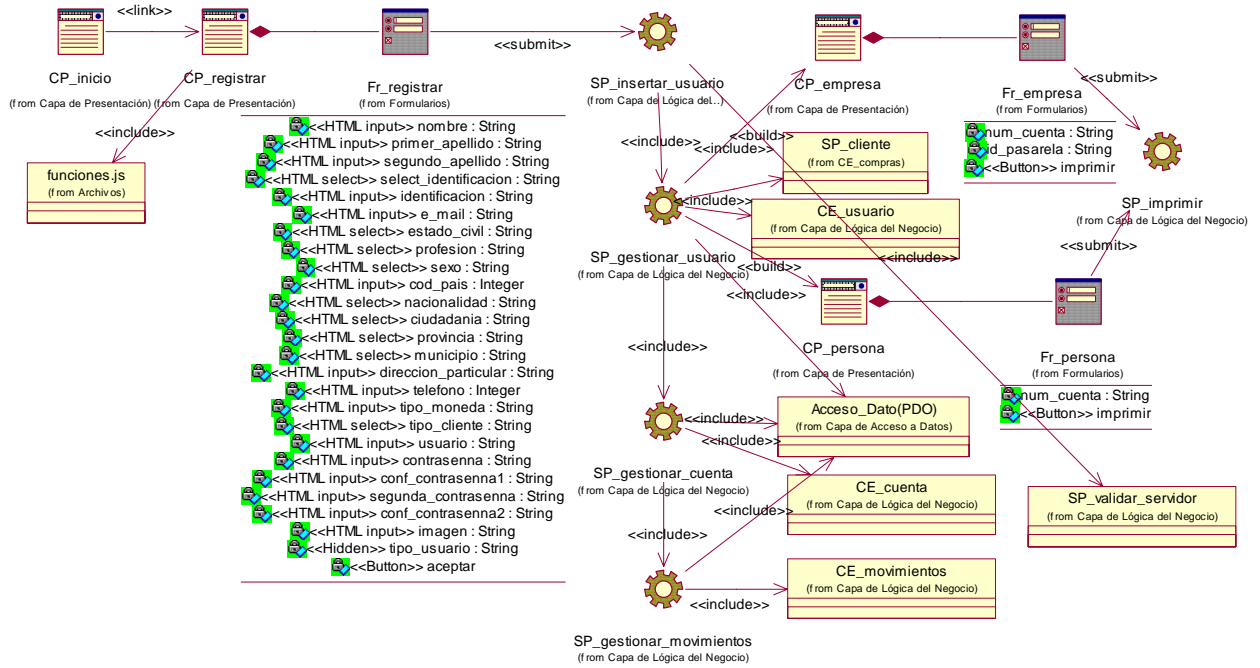 <<link>>
CP_inicio
(from Capa de Presentación)
CP_registrar
(from Capa de Presentación)
<<include>>
funciones.js
(from Archivos)
Fr_registrar
(from Formularios)
<<HTML input>> nombre : String
<<HTML input>> primer_apellido : String
<<HTML input>> segundo_apellido : String
<<HTML select>> select_identificacion : String
<<HTML input>> identificacion : String
<<HTML input>> e_mail : String
<<HTML select>> estado_civil : String
<<HTML select>> profesion : String
<<HTML select>> sexo : String
<<HTML input>> cod_pais : Integer
<<HTML select>> nacionalidad : String
<<HTML select>> ciudadania : String
<<HTML select>> provincia : String
<<HTML select>> municipio : String
<<HTML input>> direccion_particular : String
<<HTML input>> telefono : Integer
<<HTML input>> tipo_moneda : String
<<HTML select>> tipo_cliente : String
<<HTML input>> usuario : String
<<HTML input>> contrasenna : String
<<HTML input>> conf_contrasenna1 : String
<<HTML input>> segunda_contrasenna : String
<<HTML input>> conf_contrasenna2 : String
<<HTML input>> imagen : String
<<Hidden>> tipo_usuario : String
<<Button>> aceptar
<<submit>>
SP_insertar_usuario
(from Capa de Lógica del...)
<<include>>
SP_gestionar_usuario
(from Capa de Lógica del Negocio)
<<include>>
SP_gestionar_cuenta
(from Capa de Lógica del Negocio)
<<include>>
SP_gestionar_movimientos
(from Capa de Lógica del Negocio)
CP_empresa
(from Capa de Presentación)
<<build>>
<<include>>
SP_cliente
(from CE_compras)
<<include>>
CE_usuario
(from Capa de Lógica del Negocio)
<<include>>
<<build>>
<<include>>
CP_persona
(from Capa de Presentación)
Acceso_Dato(PDO)
(from Capa de Acceso a Datos)
<<include>>
<<include>>
CE_cuenta
(from Capa de Lógica del Negocio)
<<include>>
CE_movimientos
(from Capa de Lógica del Negocio)
<<include>>
Fr_empresa
(from Formularios)
num_cuenta : String
id_pasarela : String
<<Button>> imprimir
<<submit>>
SP_imprimir
(from Capa de Lógica del Negocio)
<<submit>>
Fr_persona
(from Formularios)
num_cuenta : String
<<Button>> imprimir
SP_validar_servidor
(from Capa de Lógica del Negocio)